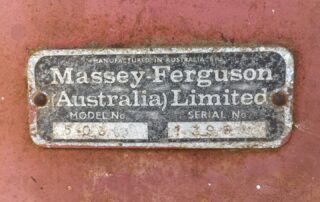 MANUFACTURED IN AUSTRALIA BY
Massey-Ferguson
(Australia) Limited
MODEL No. SERIAL No.